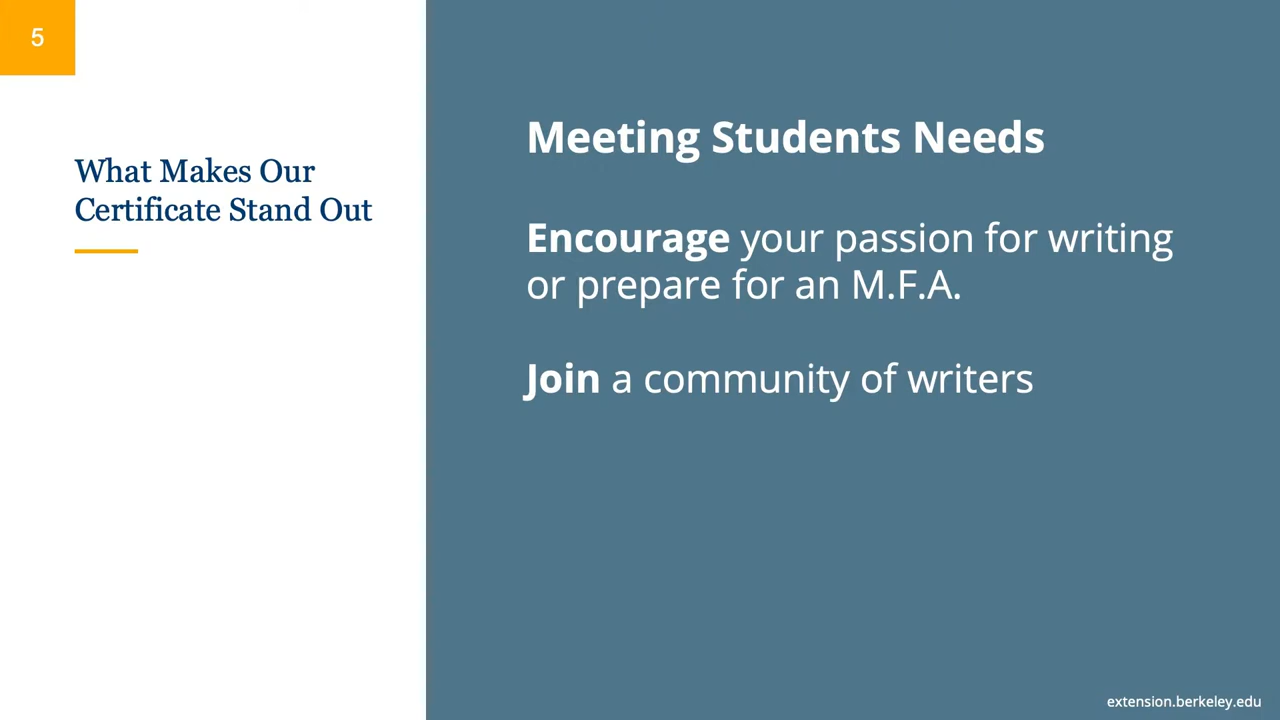 5
What Makes Our
Certificate Stand Out
Meeting Students Needs
Encourage your passion for writing
or prepare for an M.F.A.
Join a community of writers
extension.berkeley.edu